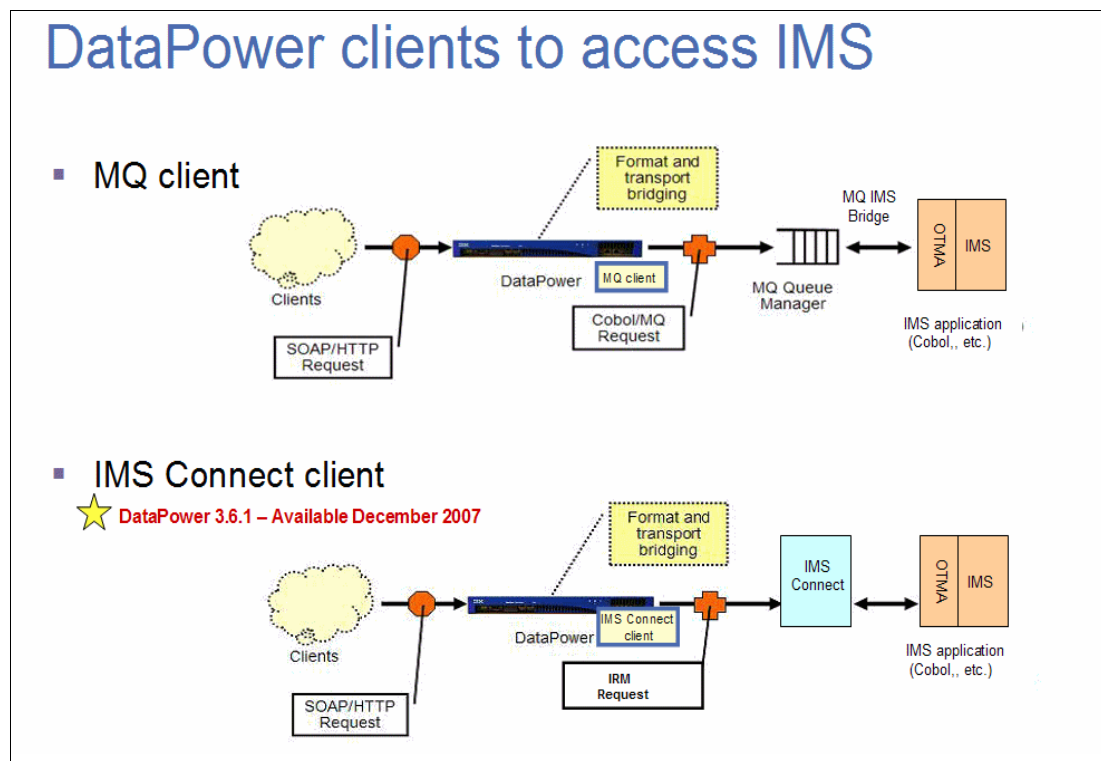 DataPower clients to access IMS
▪ MQ client
Format and
transport
bridging
MQ IMS
Bridge
OTMA
IMS
Clients
DataPower
MQ client
MQ Queue
Manager
SOAP/HTTP
Request
Cobol/MQ
Request
IMS application
(Cobol,, etc.)
)
▪ IMS Connect client
DataPower 3.6.1 – Available December 2007
Format and
transport
bridging
IMS
Connect
OTMA
IMS
Clients
DataPower
IMS Connect
client
IRM
Request
SOAP/HTTP
Request
IMS application
(Cobol,, etc.)